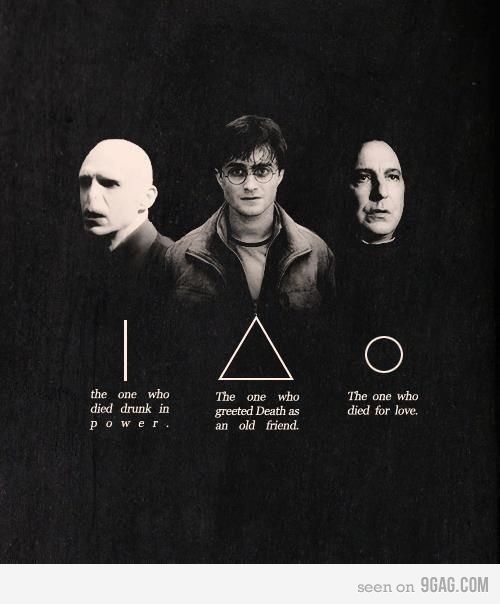 the one who
died drunk in
power.
The one who
greeted Death as
an old friend.
The one who
died for love.
seen on 9GAG.COM